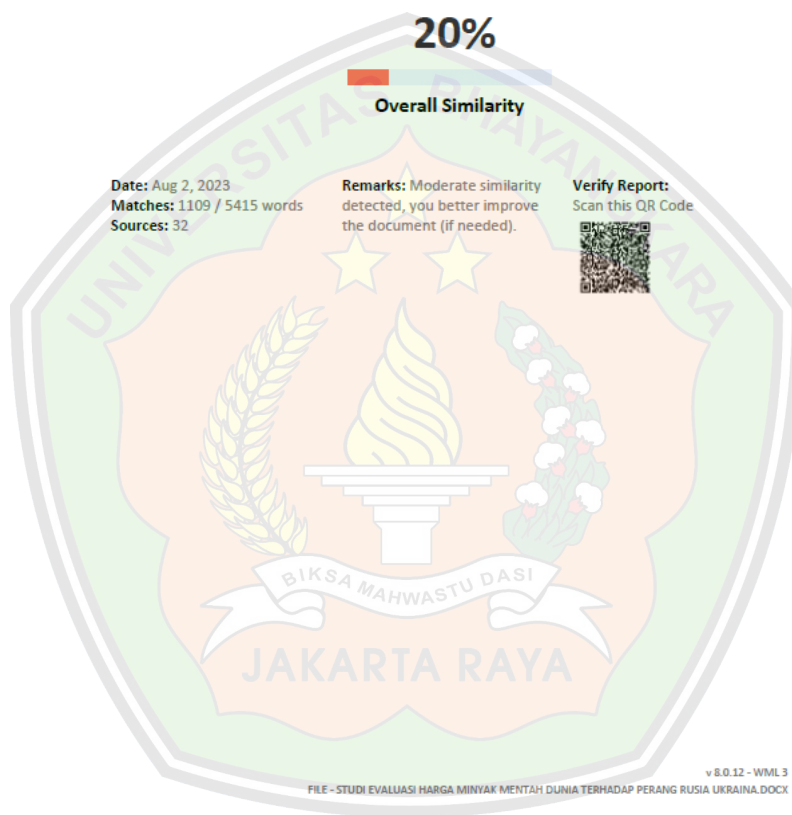 20%
Overall Similarity
Date: Aug 2, 2023
Matches: 1109 / 5415 words
Sources: 32
Remarks: Moderate similarity
detected, you better improve
the document (if needed).
Verify Report:
Scan this QR Code
UNIVERSITAS BHAYANGKARA
BIKSA MAHWASTU DASI
JAKARTA RAYA
v 8.0.12 - WML 3
FILE - STUDI EVALUASI HARGA MINYAK MENTAH DUNIA TERHADAP PERANG RUSIA UKRAINA.DOCX